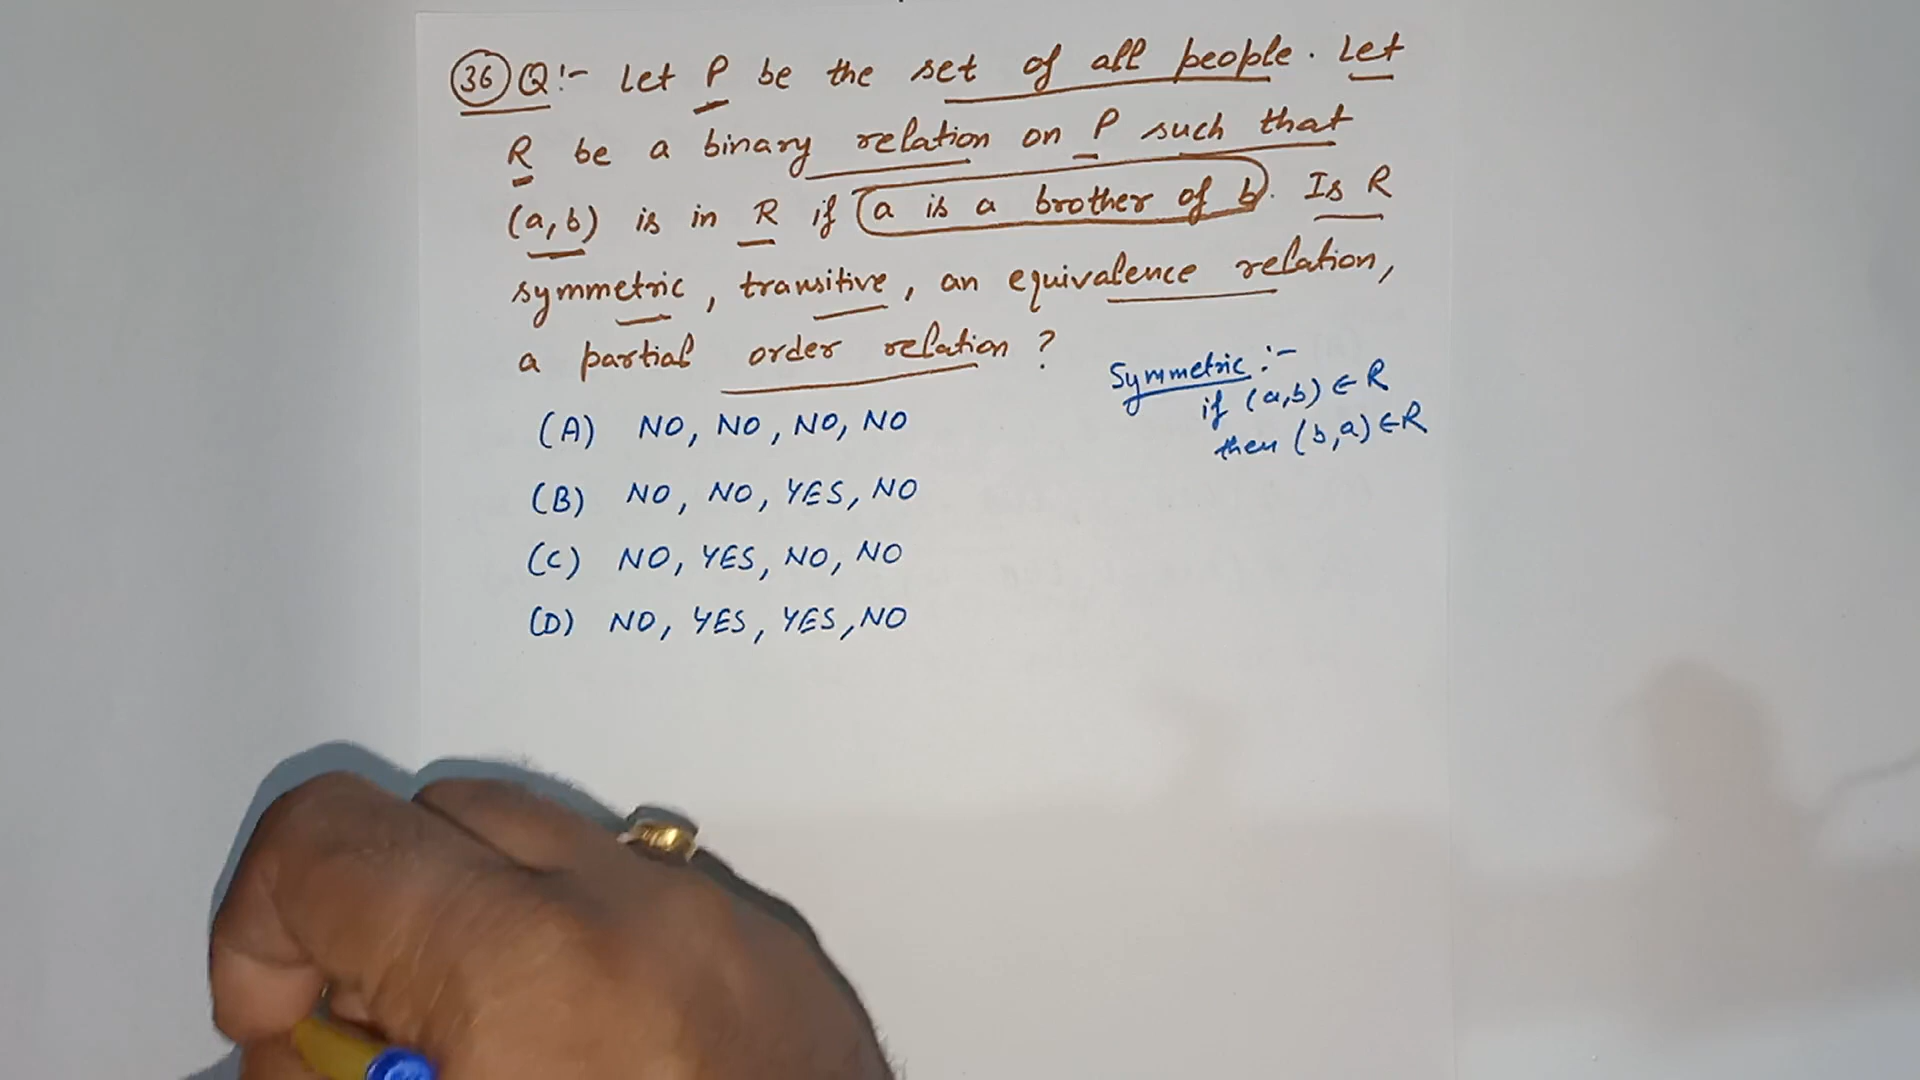 36 Q:- Let P be the set of all people. Let
R be a binary relation on P such that
(a,b) is in R if a is a brother of b. Is R
symmetric, transitive, an equivalence relation,
a partial order relation?
Symmetric:-
if (a,b) ∈ R
then (b,a) ∈ R
(A) NO, NO, NO, NO
(B) NO, NO, YES, NO
(C) NO, YES, NO, NO
(D) NO, YES, YES, NO